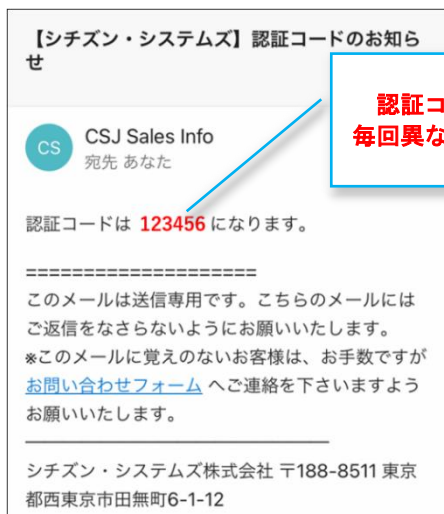 【シチズン・システムズ】認証コードのお知ら
せ
認証コ
毎回異な
CS
CSJ Sales Info
宛先 あなた
認証コードは 123456 になります。
====================
このメールは送信専用です。こちらのメールには
ご返信をなさらないようにお願いいたします。
※このメールに覚えのないお客様は、お手数ですが
お問い合わせフォーム へご連絡を下さいますよう
お願いいたします。
シチズン・システムズ株式会社 〒188-8511 東京
都西東京市田無町6-1-12